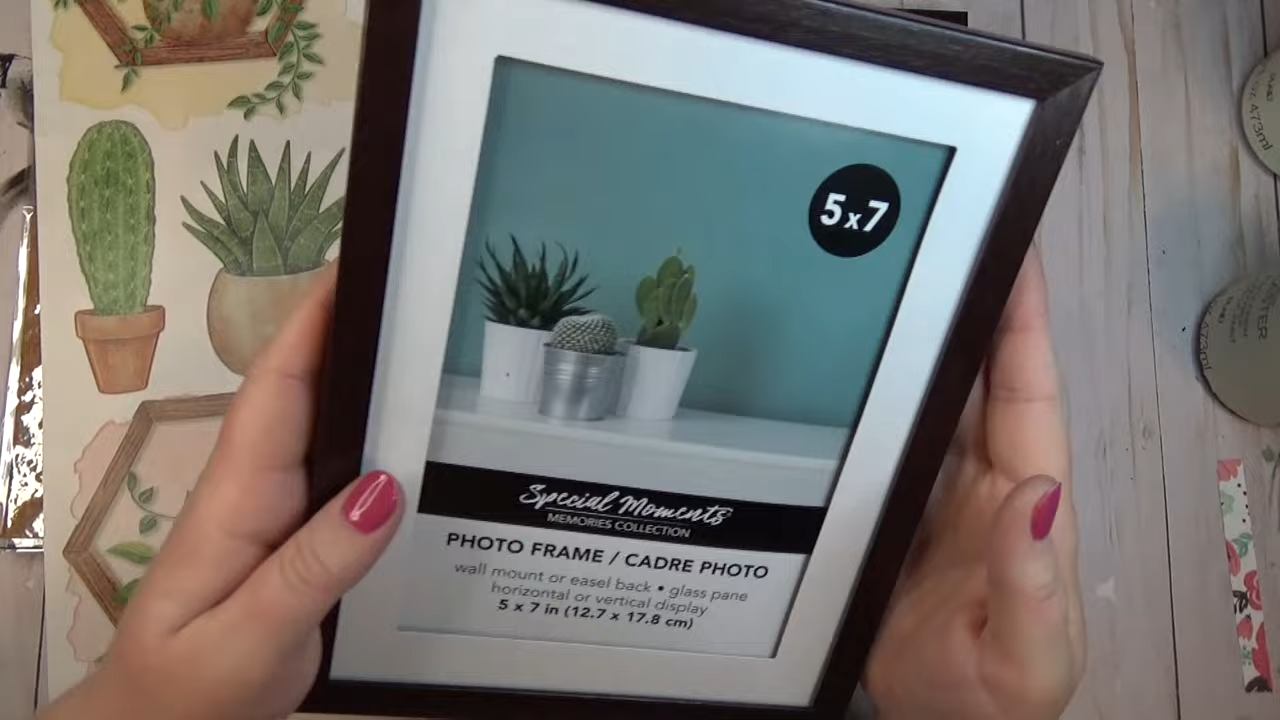 5x7
Special Moments
MEMORIES COLLECTION
PHOTO FRAME / CADRE PHOTO
wall mount or easel back • glass pane
horizontal or vertical display
5 x 7 in (12.7 x 17.8 cm)